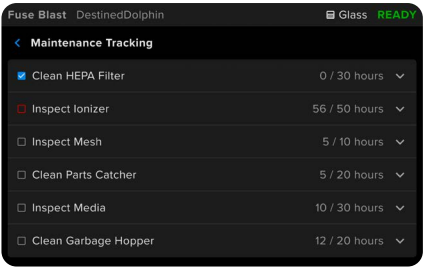 Fuse Blast DestinedDolphin Glass READY
Maintenance Tracking
Clean HEPA Filter 0 / 30 hours
Inspect Ionizer 56 / 50 hours
Inspect Mesh 5 / 10 hours
Clean Parts Catcher 5 / 20 hours
Inspect Media 10 / 30 hours
Clean Garbage Hopper 12 / 20 hours